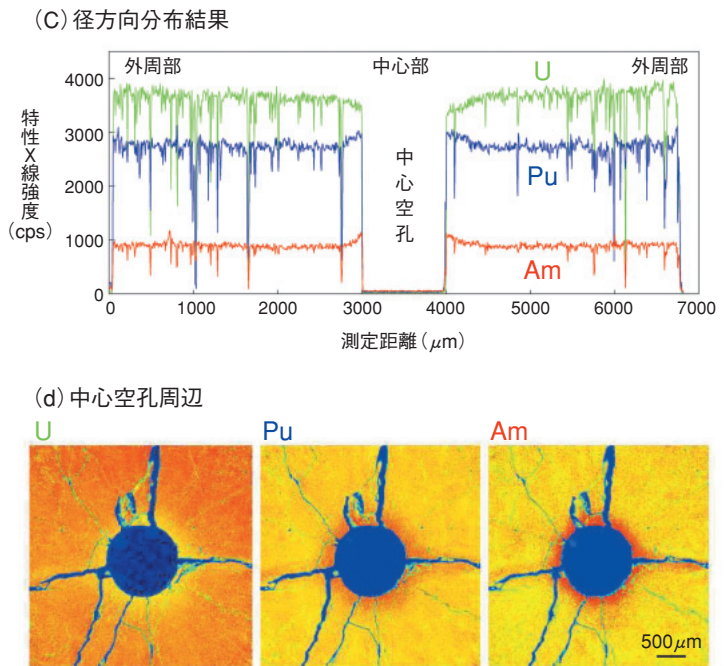 (C)径方向分布結果
外周部
中心部
U
外周部
4000
3000
2000
1000
0
特性X線強度
(cps)
中心空孔
Pu
Am
0
1000
2000
3000
4000
5000
6000
7000
測定距離(μm)
(d)中心空孔周辺
U
Pu
Am
500μm